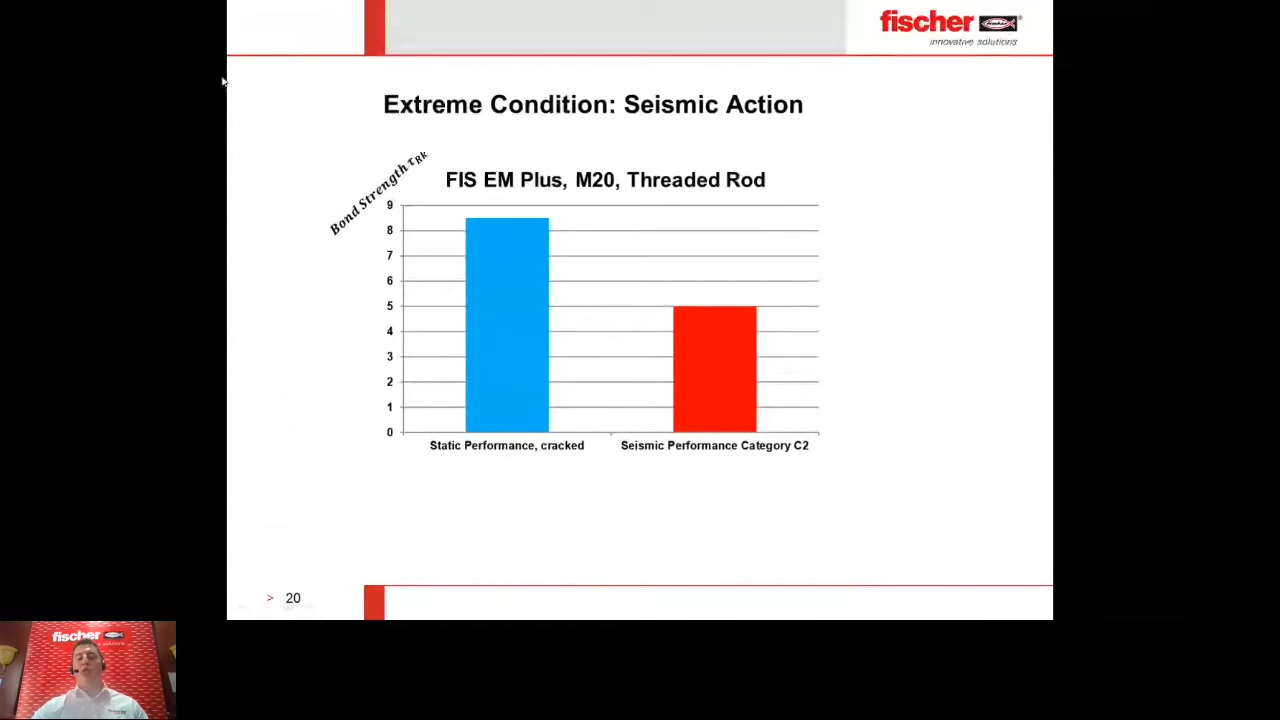 fischer
innovative solutions
Extreme Condition: Seismic Action
Bond Strength τRk
FIS EM Plus, M20, Threaded Rod
9
8
7
6
5
4
3
2
1
0
Static Performance, cracked
Seismic Performance Category C2
> 20
fischer
solutions